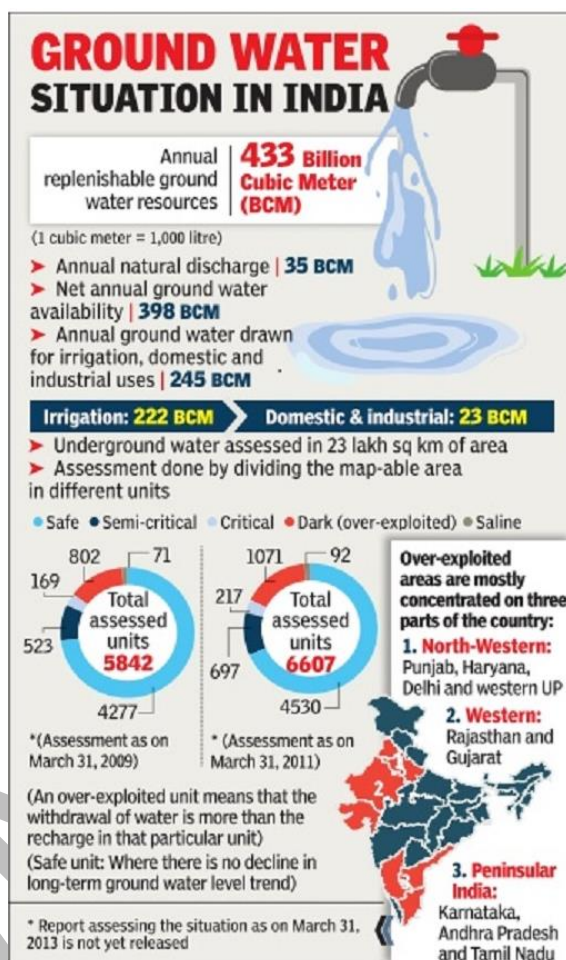 GROUND WATER
SITUATION IN INDIA
Annual
replenishable ground
water resources
433 Billion
Cubic Meter
(BCM)
(1 cubic meter = 1,000 litre)
➤ Annual natural discharge | 35 BCM
➤ Net annual ground water
availability | 398 BCM
➤ Annual ground water drawn
for irrigation, domestic and
industrial uses | 245 BCM
Irrigation: 222 BCM
Domestic & industrial: 23 BCM
➤ Underground water assessed in 23 lakh sq km of area
➤ Assessment done by dividing the map-able area
in different units
Safe Semi-critical Critical Dark (over-exploited) Saline
802
71
169
523
4277
Total
assessed
units
5842
*(Assessment as on
March 31, 2009)
1071
92
217
697
4530
Total
assessed
units
6607
* (Assessment as on
March 31, 2011)
(An over-exploited unit means that the
withdrawal of water is more than the
recharge in that particular unit)
(Safe unit: Where there is no decline in
long-term ground water level trend)
* Report assessing the situation as on March 31,
2013 is not yet released
Over-exploited
areas are mostly
concentrated on three
parts of the country:
1. North-Western:
Punjab, Haryana,
Delhi and western UP
2. Western:
Rajasthan and
Gujarat
1
2
3
3. Peninsular
India:
Karnataka,
Andhra Pradesh
and Tamil Nadu